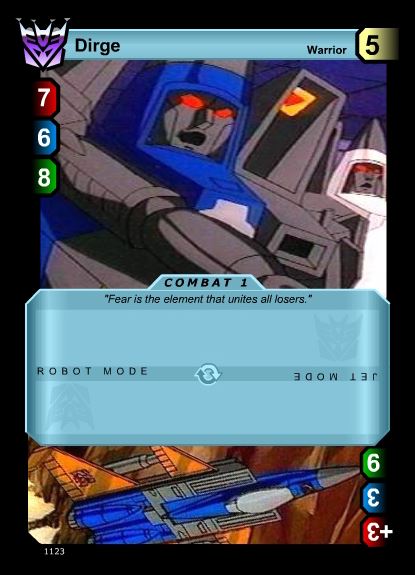 Dirge
Warrior
5
7
6
8
COMBAT 1
"Fear is the element that unites all losers."
ROBOT MODE
JET MODE
+3
3
9
1123